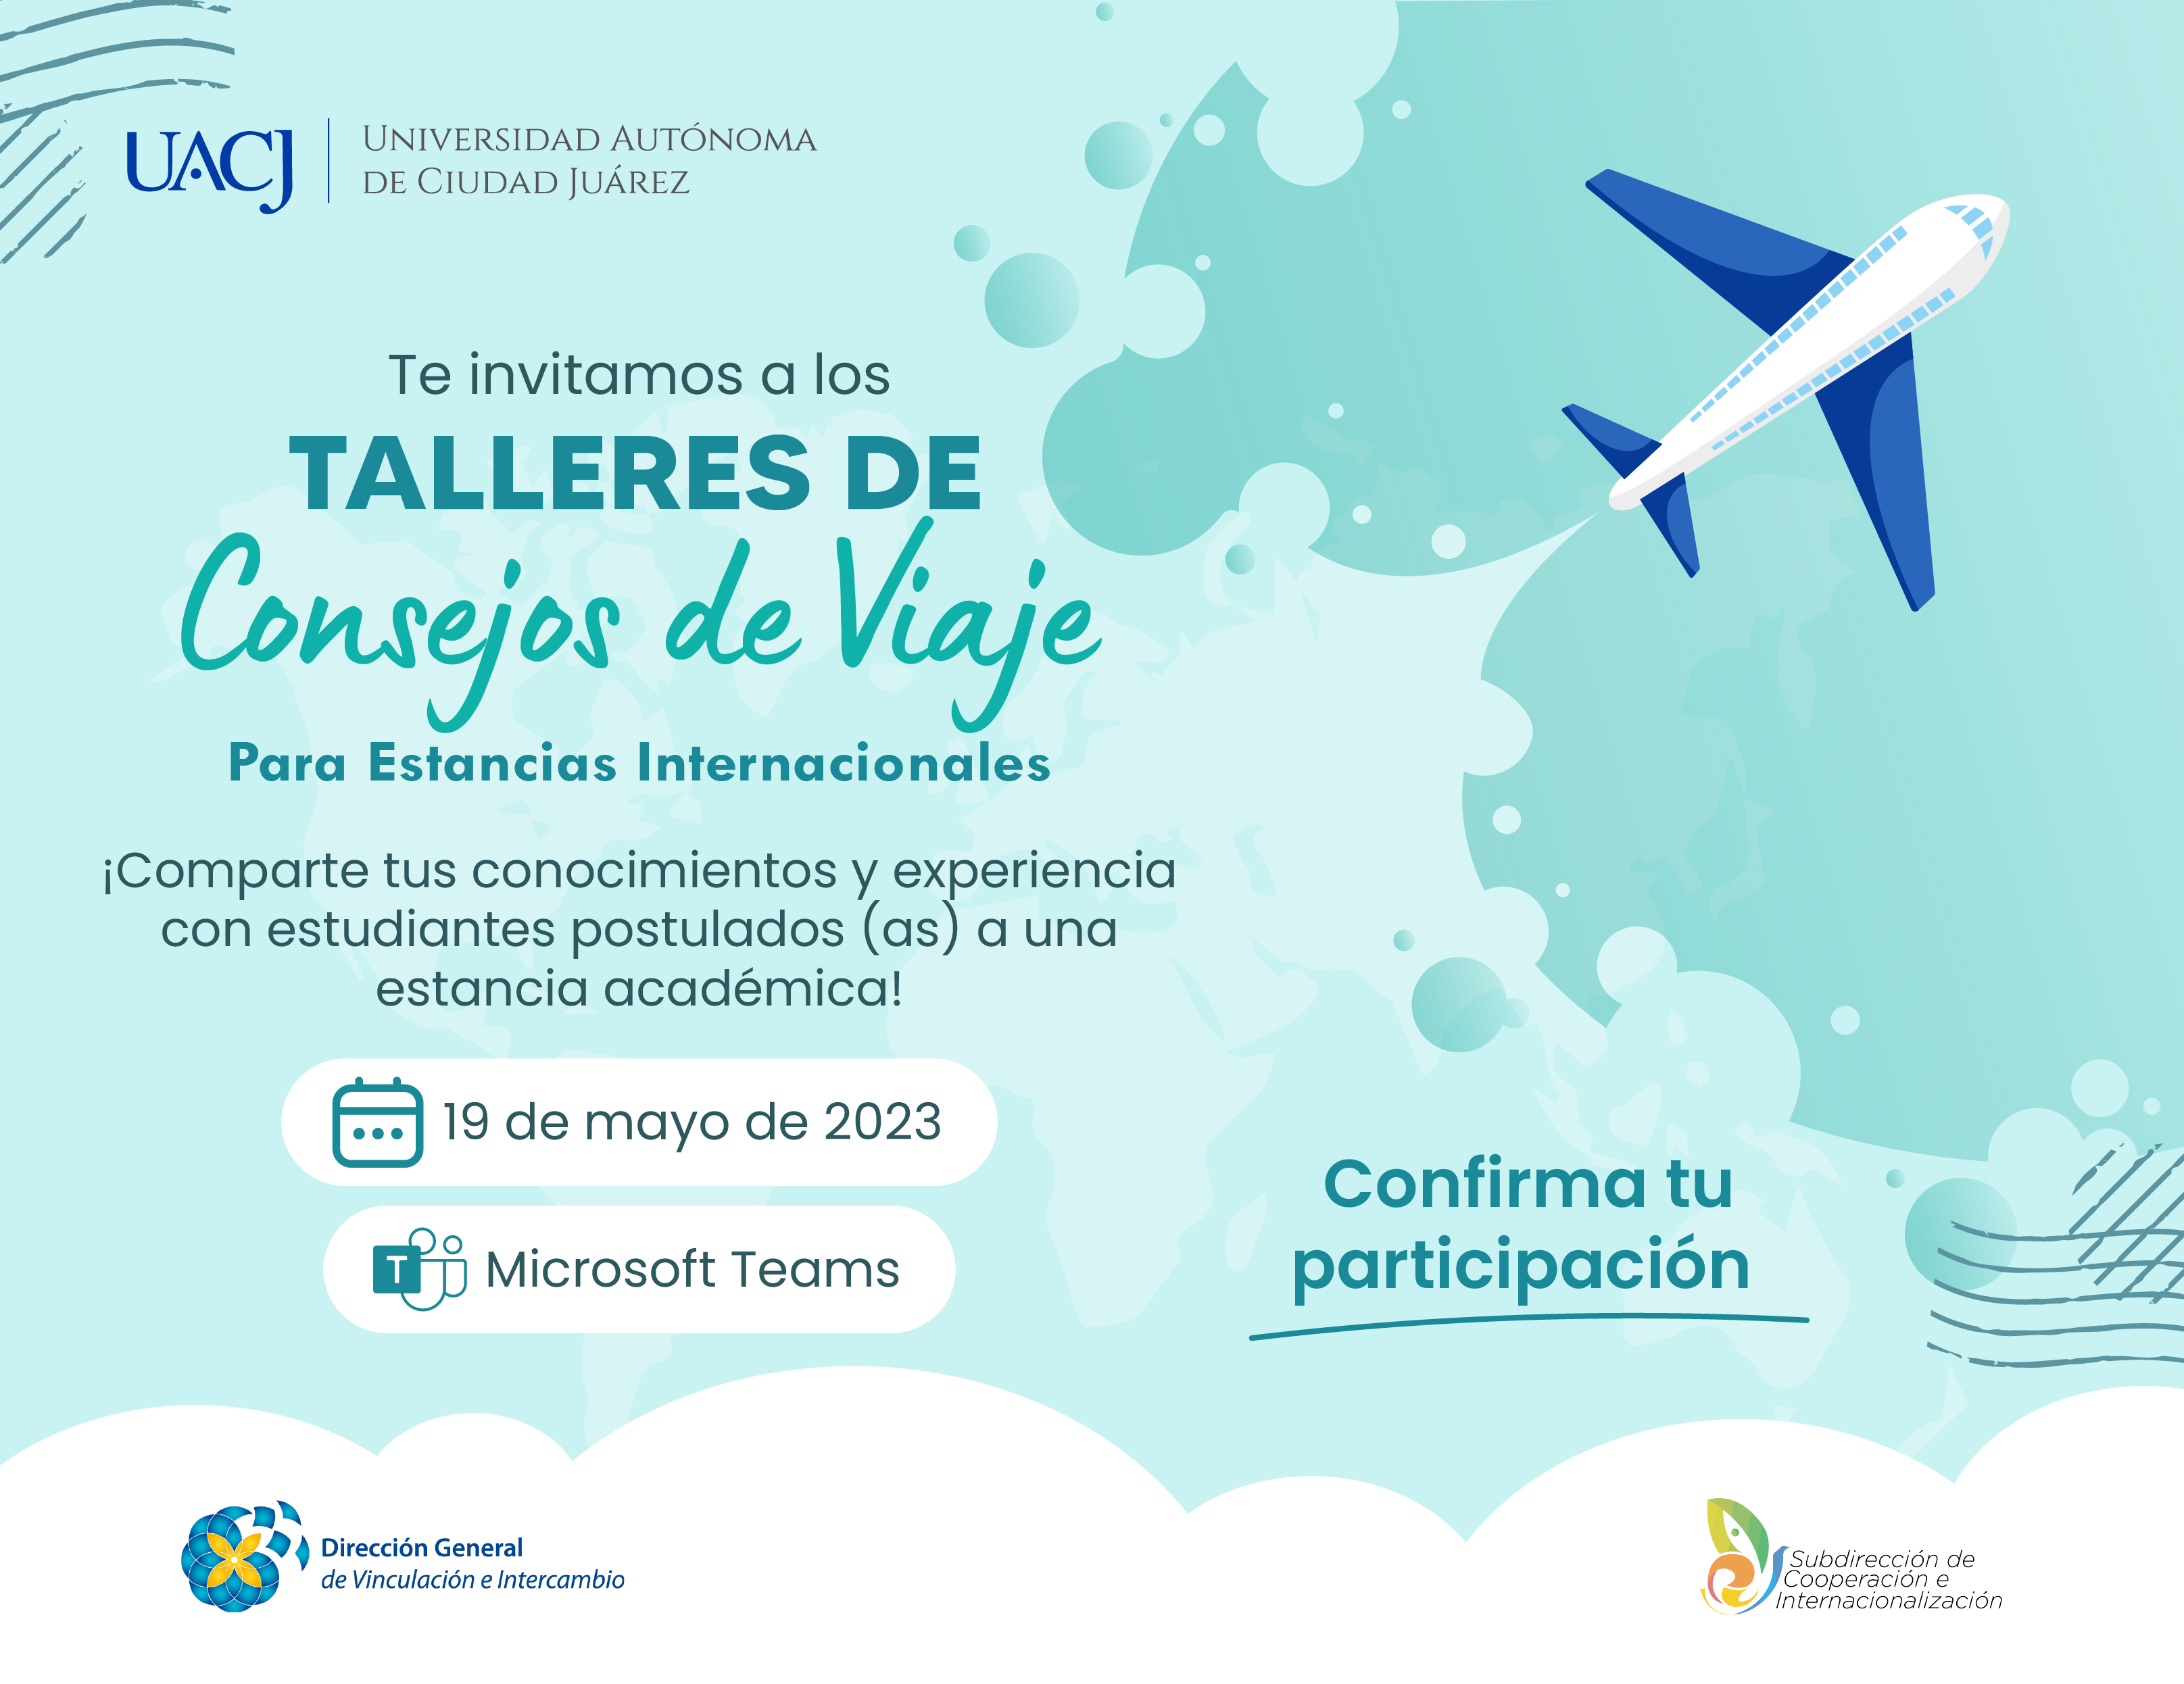 UACJ
UNIVERSIDAD AUTÓNOMA
DE CIUDAD JUÁREZ
Te invitamos a los
TALLERES DE
Consejos de Viaje
Para Estancias Internacionales
¡Comparte tus conocimientos y experiencia
con estudiantes postulados (as) a una
estancia académica!
19 de mayo de 2023
T Microsoft Teams
Confirma tu
participación
Dirección General
de Vinculación e Intercambio
Subdirección de
Cooperación e
Internacionalización